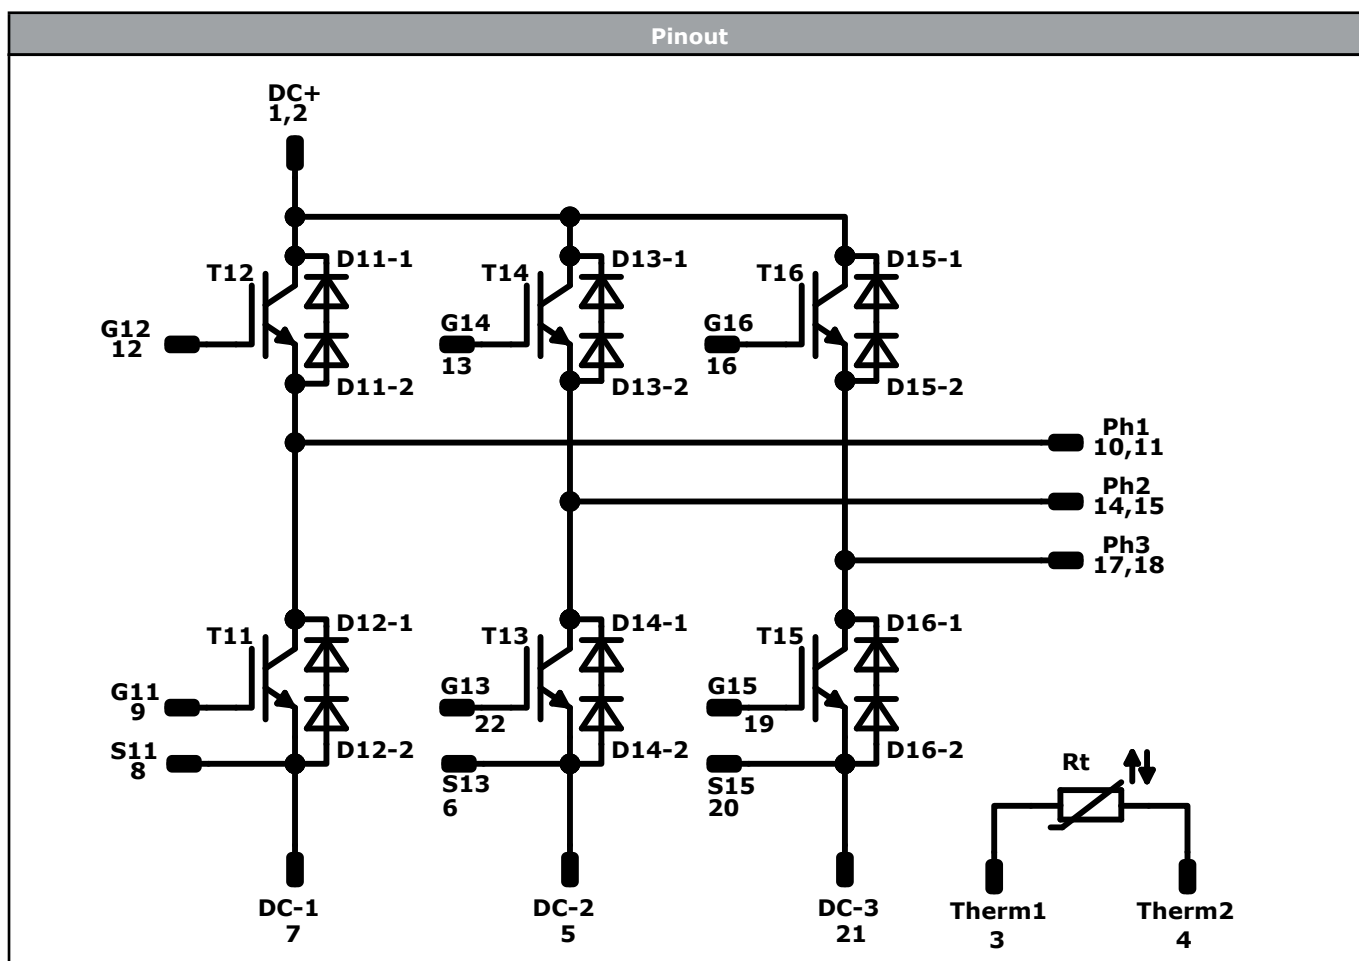 Pinout
DC+
1,2
T12
D11-1
T14
D13-1
T16
D15-1
G12
12
G14
13
G16
16
D11-2
D13-2
D15-2
Ph1
10,11
Ph2
14,15
Ph3
17,18
T11
D12-1
T13
D14-1
T15
D16-1
G11
9
G13
22
G15
19
S11
8
D12-2
S13
6
D14-2
S15
20
D16-2
Rt
DC-1
7
DC-2
5
DC-3
21
Therm1
3
Therm2
4